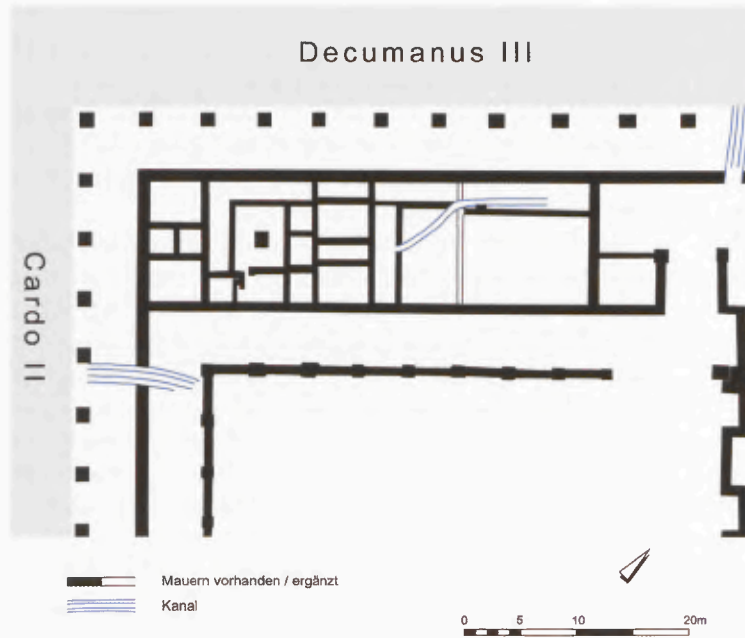 Decumanus III
Cardo II
Mauern vorhanden / ergänzt
Kanal
0 5 10 20m